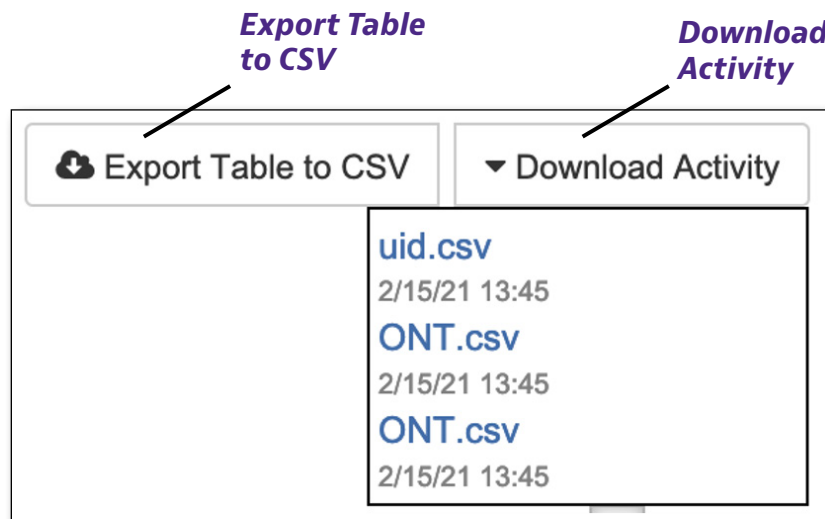 Export Table
to CSV
Download
Activity
Export Table to CSV
Download Activity
uid.csv
2/15/21 13:45
ONT.csv
2/15/21 13:45
ONT.csv
2/15/21 13:45